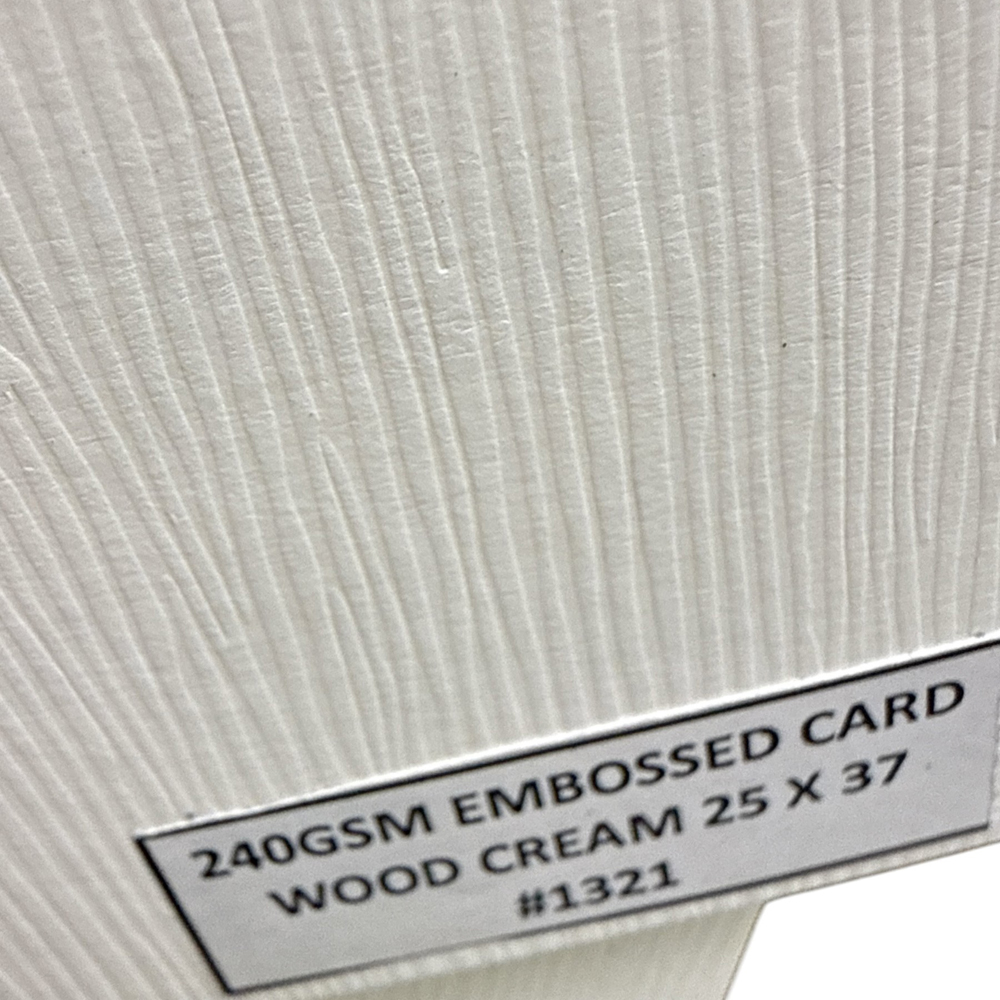 240GSM EMBOSSED CARD
WOOD CREAM 25 X 37
#1321